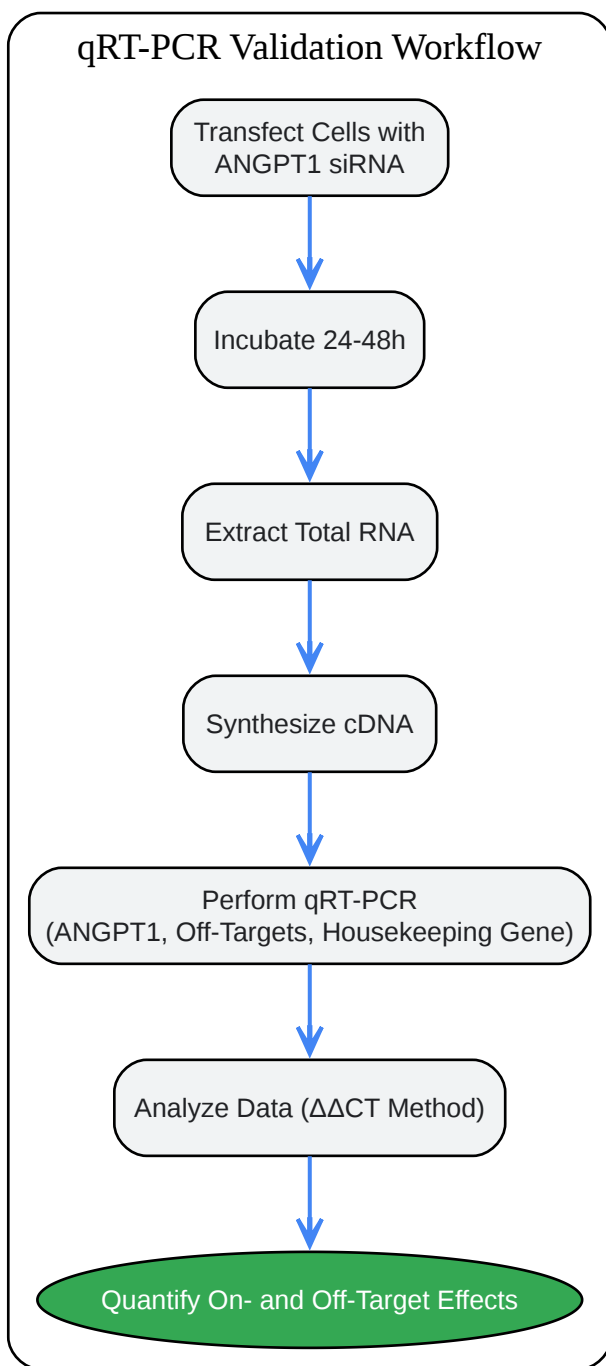 qRT-PCR Validation Workflow
Transfect Cells with
ANGPT1 siRNA
Incubate 24-48h
Extract Total RNA
Synthesize cDNA
Perform qRT-PCR
(ANGPT1, Off-Targets, Housekeeping Gene)
Analyze Data (ΔΔCT Method)
Quantify On- and Off-Target Effects